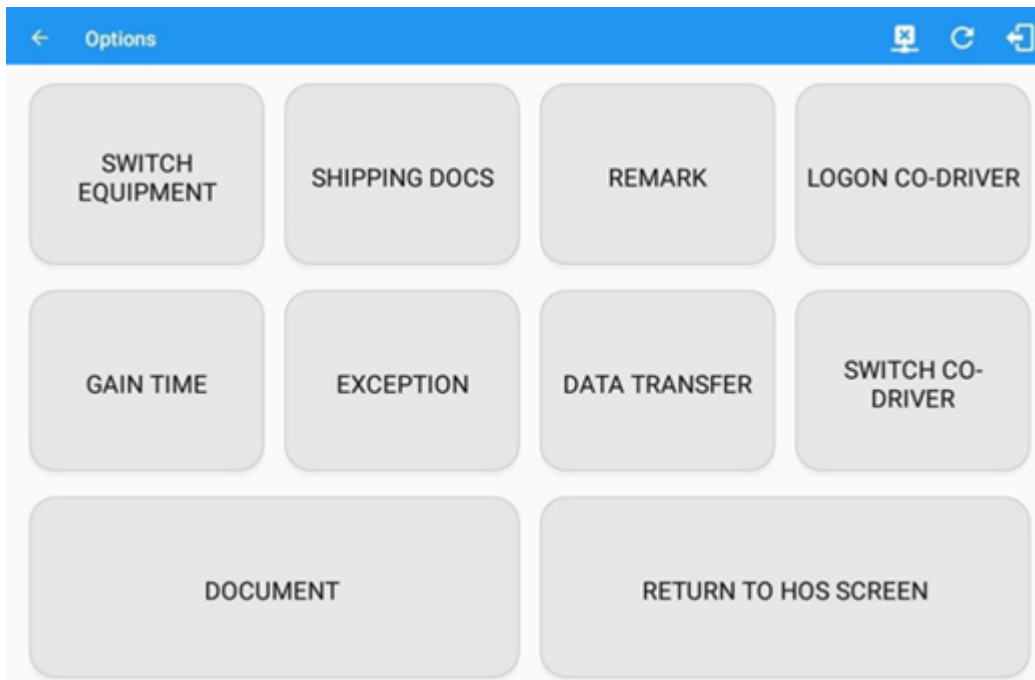 Options
SWITCH
EQUIPMENT
SHIPPING DOCS
REMARK
LOGON CO-DRIVER
GAIN TIME
EXCEPTION
DATA TRANSFER
SWITCH CO-
DRIVER
DOCUMENT
RETURN TO HOS SCREEN